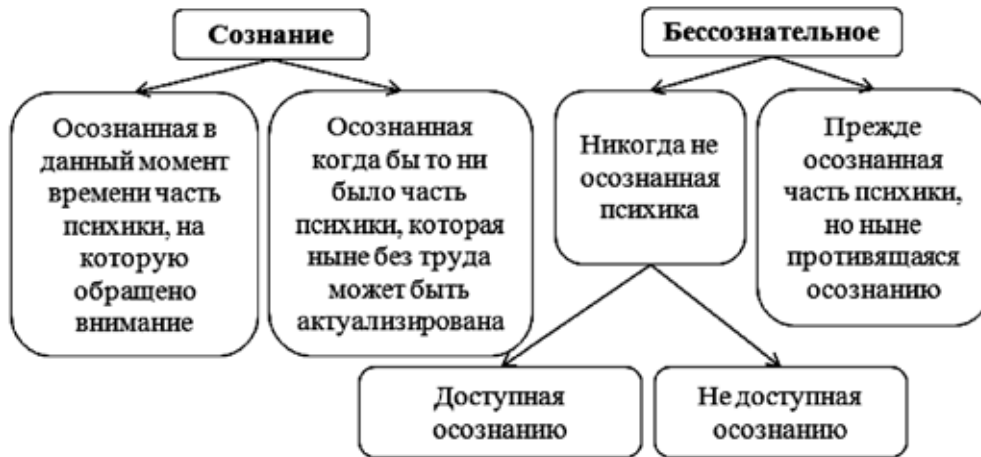 Сознание
Бессознательное
Осознанная в
данный момент
времени часть
психики, на
которую
обращено
внимание
Осознанная
когда бы то ни
было часть
психики, которая
ныне без труда
может быть
актуализирована
Никогда не
осознанная
психика
Прежде
осознанная
часть психики,
но ныне
противящаяся
осознанию
Доступная
осознанию
Не доступная
осознанию